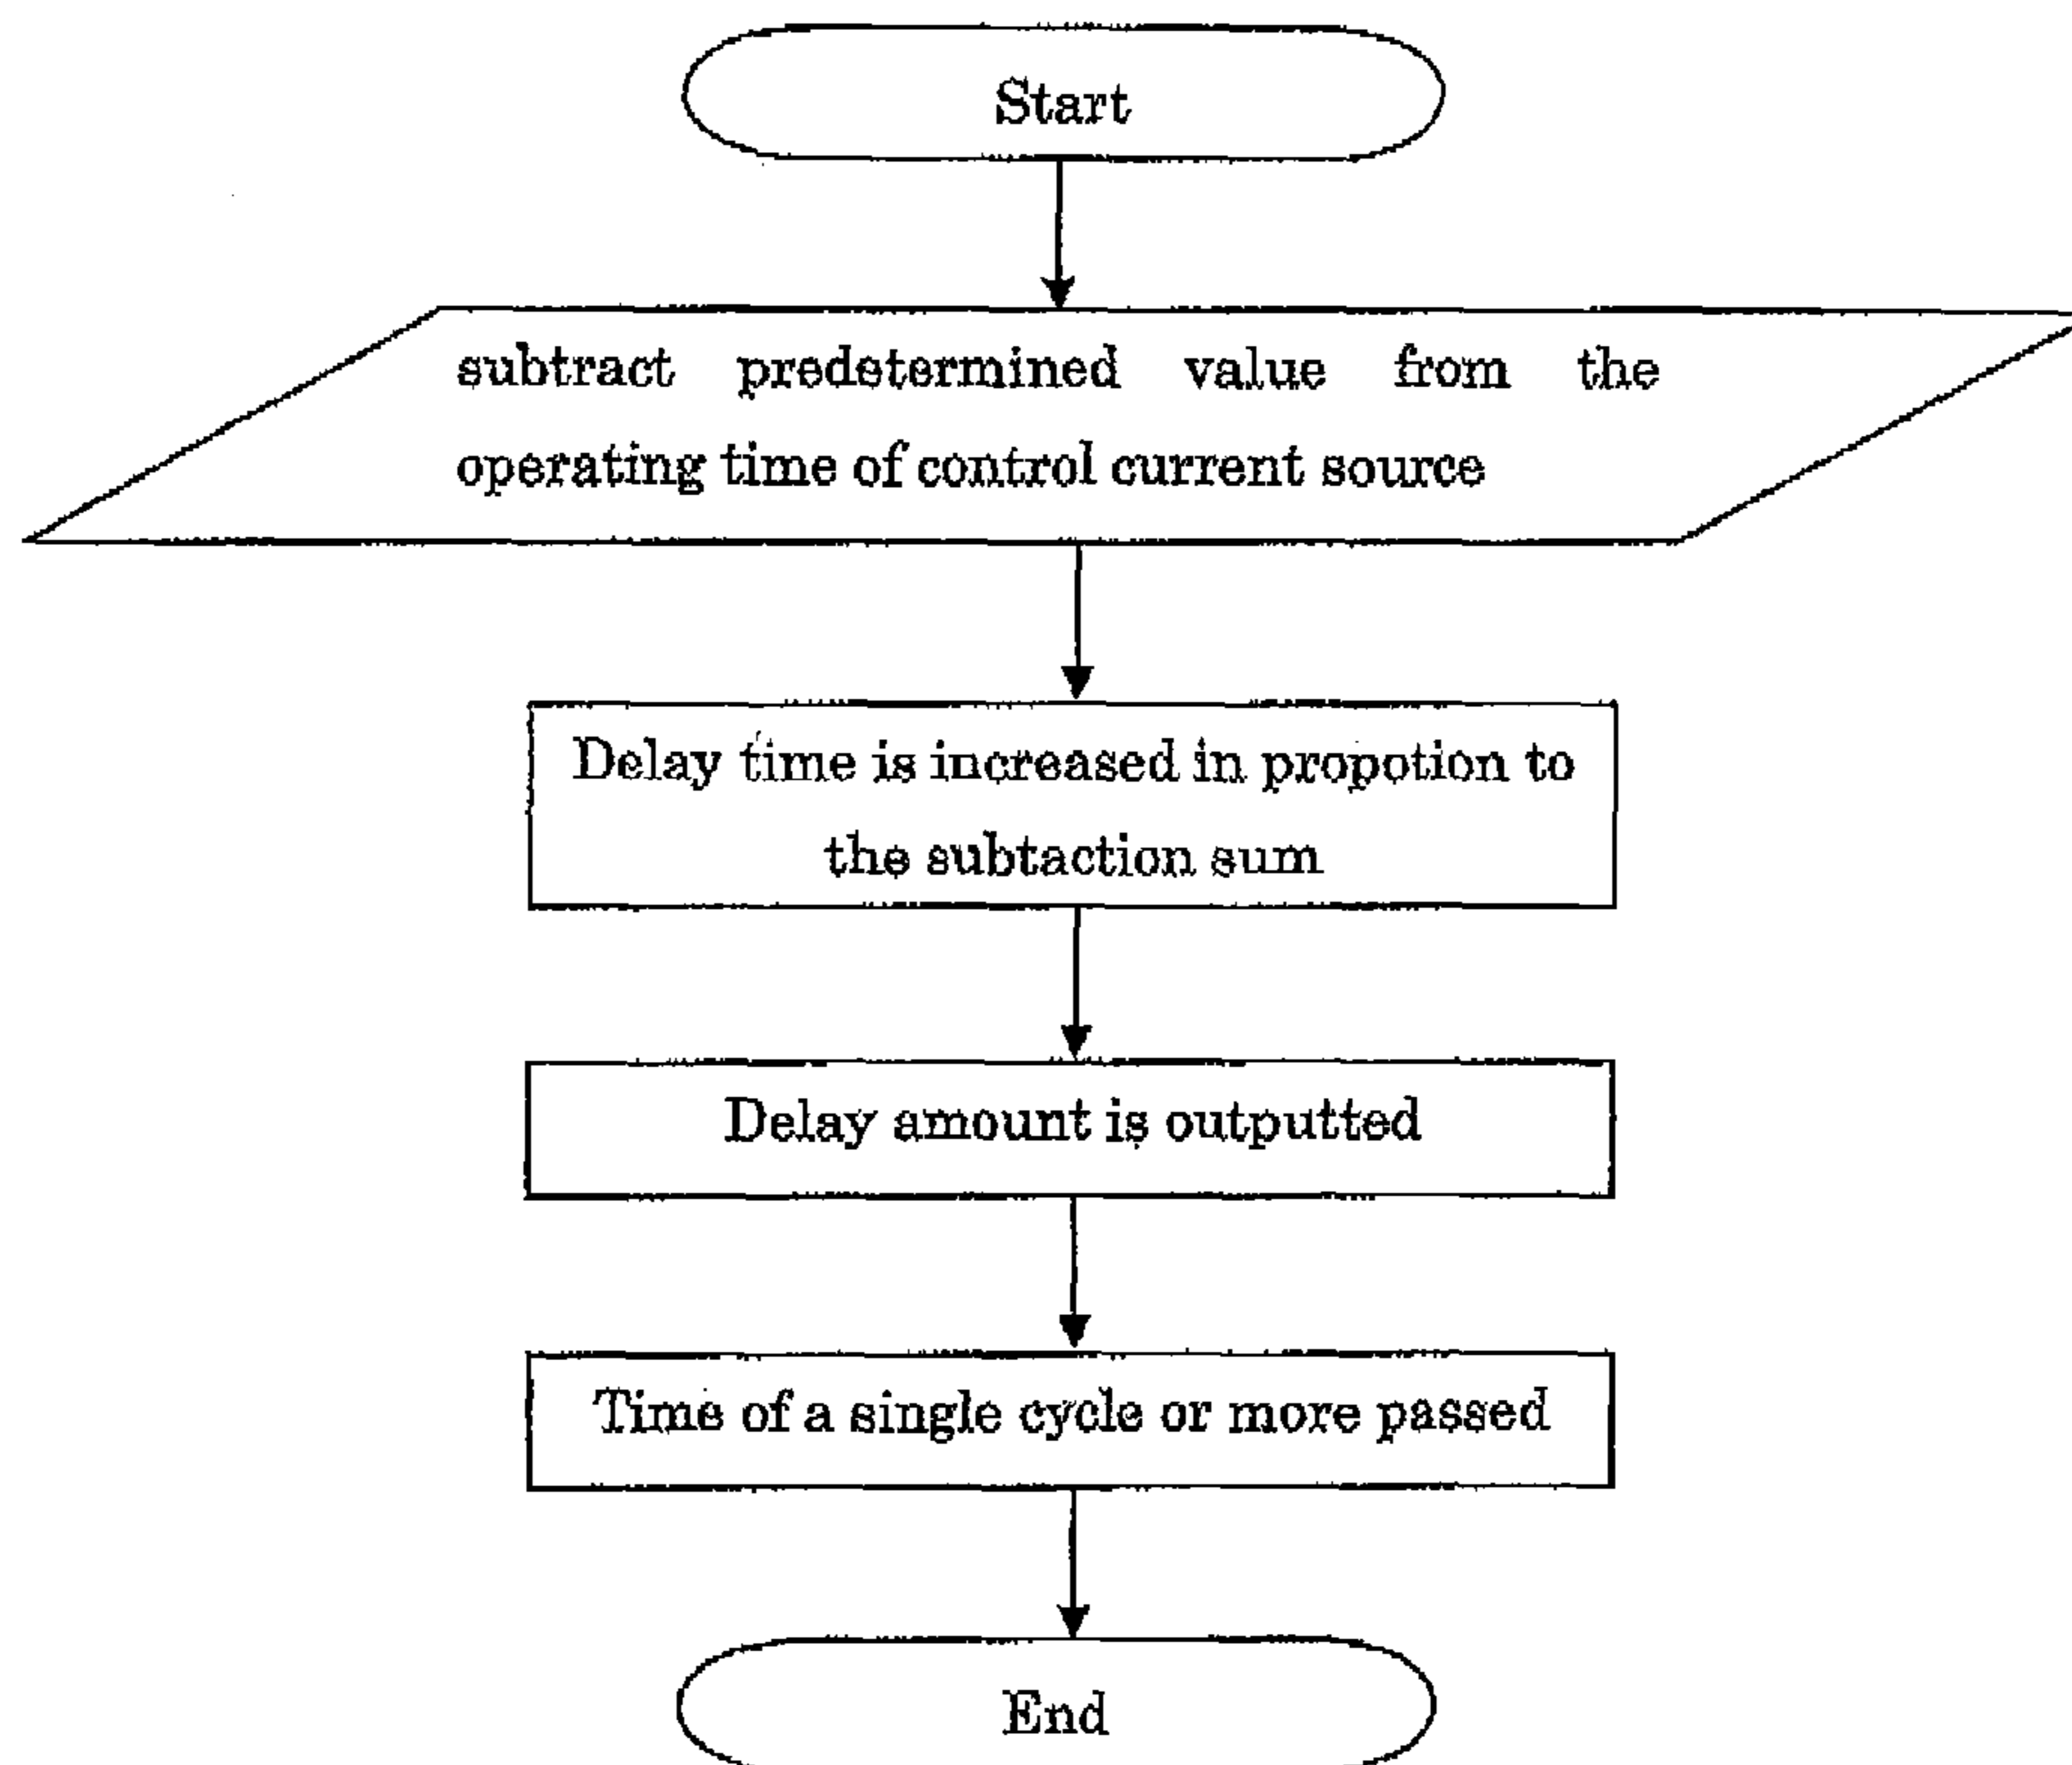 Start
subtract predetermined value from the
operating time of control current source
Delay time is increased in propotion to
the subtaction sum
Delay amount is outputted
Time of a single cycle or more passed
End